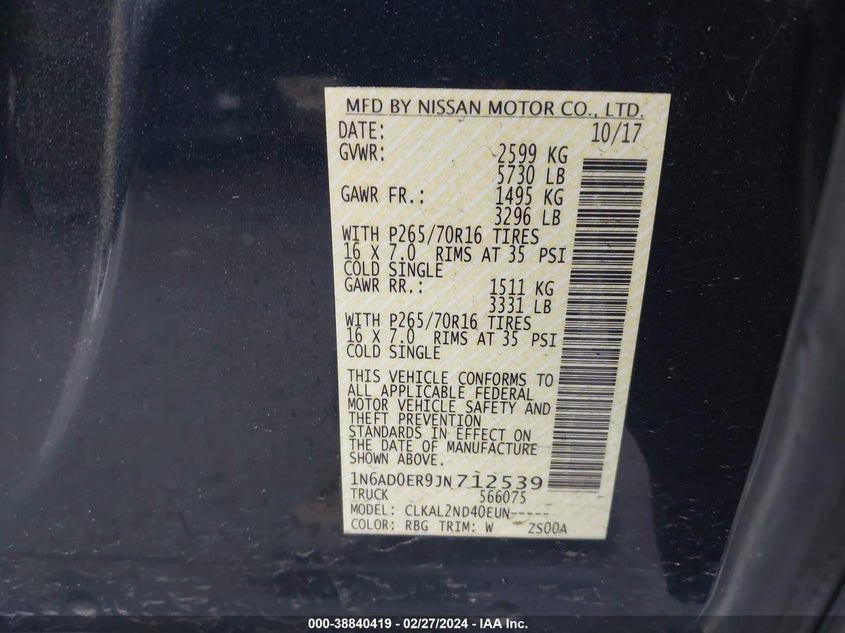 MFD BY NISSAN MOTOR CO., LTD.
DATE: 10/17
GVWR: 2599 KG
5730 LB
GAWR FR.: 1495 KG
3296 LB
WITH P265/70R16 TIRES
16 X 7.0 RIMS AT 35 PSI
COLD SINGLE
GAWR RR.: 1511 KG
3331 LB
WITH P265/70R16 TIRES
16 X 7.0 RIMS AT 35 PSI
COLD SINGLE
THIS VEHICLE CONFORMS TO
ALL APPLICABLE FEDERAL
MOTOR VEHICLE SAFETY AND
THEFT PREVENTION
STANDARDS IN EFFECT ON
THE DATE OF MANUFACTURE
SHOWN ABOVE.
1N6AD0ER9JN712539
TRUCK 566075
MODEL: CLKAL2ND40EUN-----
COLOR: RBG TRIM: W ZS00A
000-38840419 - 02/27/2024 - IAA Inc.